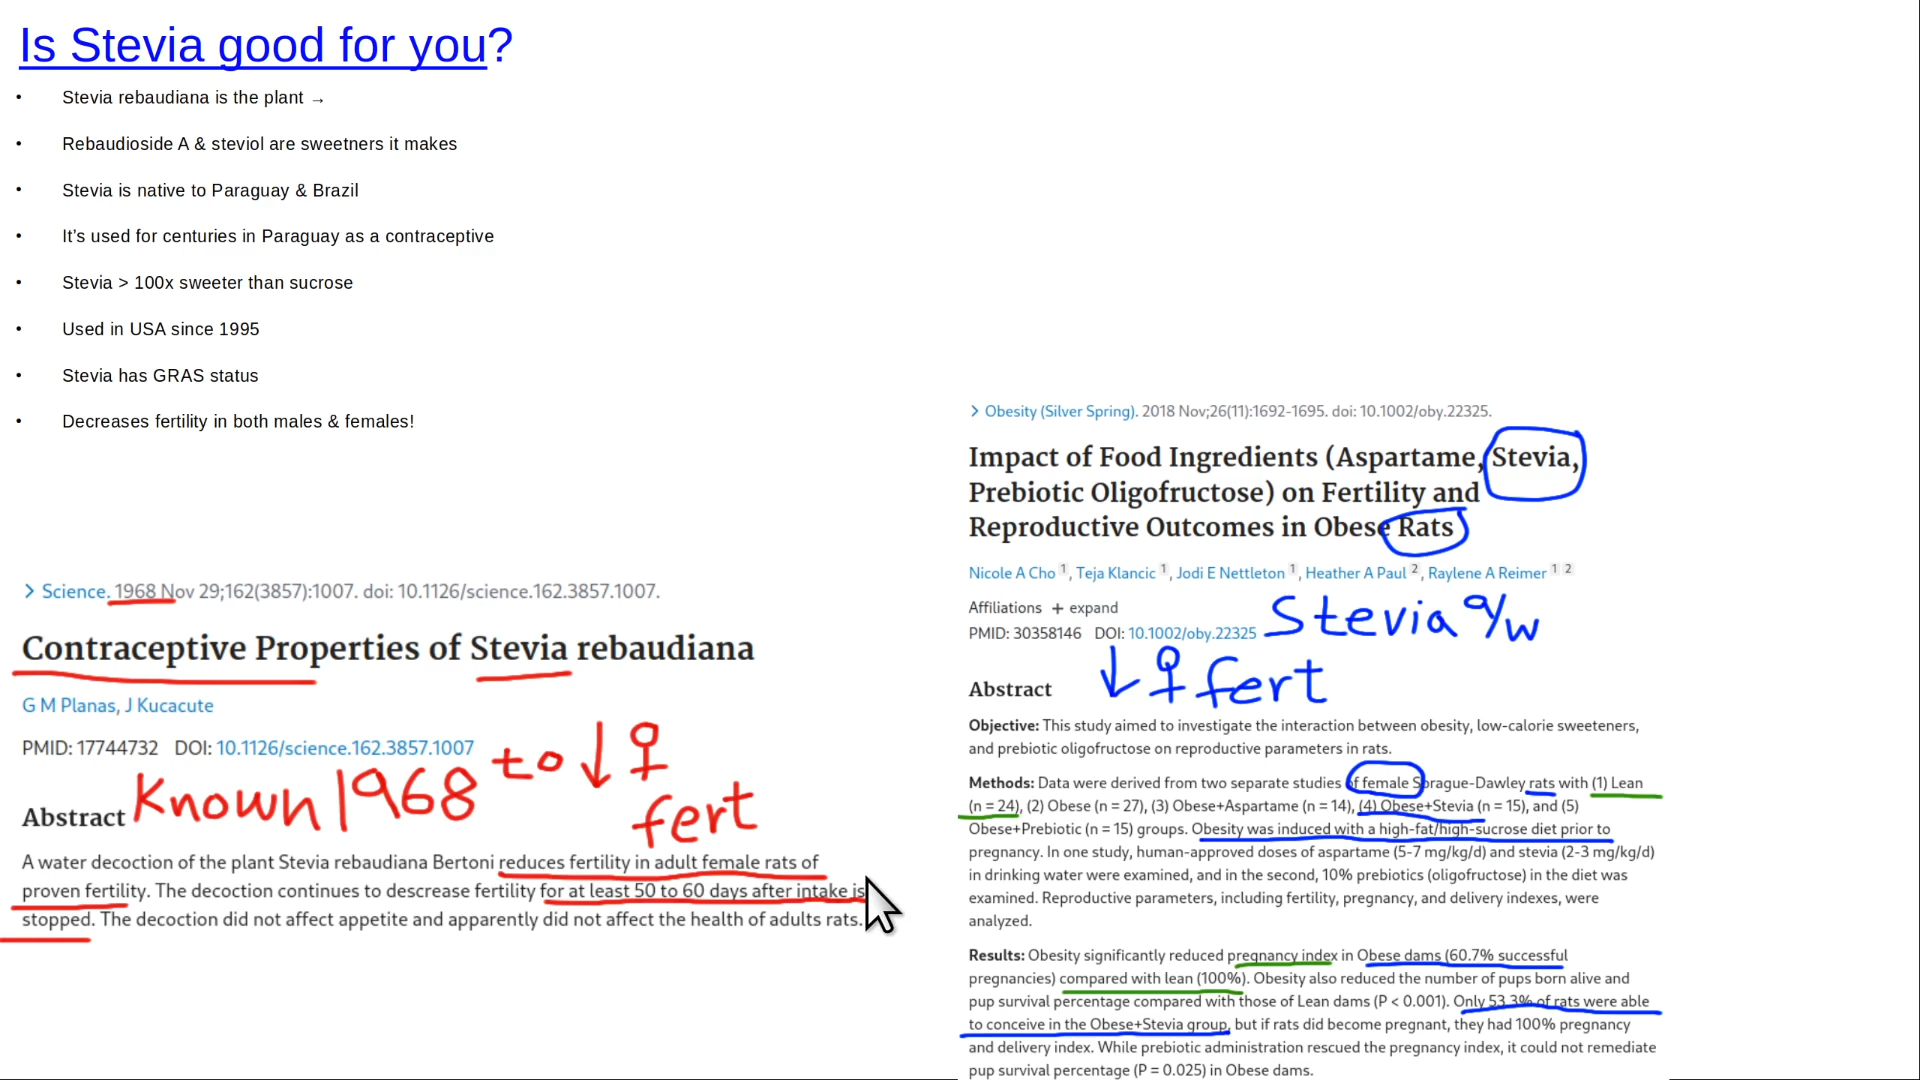 Is Stevia good for you?
• Stevia rebaudiana is the plant →
• Rebaudioside A & steviol are sweetners it makes
• Stevia is native to Paraguay & Brazil
• It's used for centuries in Paraguay as a contraceptive
• Stevia > 100x sweeter than sucrose
• Used in USA since 1995
• Stevia has GRAS status
• Decreases fertility in both males & females!
> Science. 1968 Nov 29;162(3857):1007. doi: 10.1126/science.162.3857.1007.
Contraceptive Properties of Stevia rebaudiana
G M Planas, J Kucacute
PMID: 17744732 DOI: 10.1126/science.162.3857.1007
Known 1968 to ↓ ♀
fert
Abstract
A water decoction of the plant Stevia rebaudiana Bertoni reduces fertility in adult female rats of
proven fertility. The decoction continues to descrease fertility for at least 50 to 60 days after intake is
stopped. The decoction did not affect appetite and apparently did not affect the health of adults rats.
> Obesity (Silver Spring). 2018 Nov;26(11):1692-1695. doi: 10.1002/oby.22325.
Impact of Food Ingredients (Aspartame, Stevia,
Prebiotic Oligofructose) on Fertility and
Reproductive Outcomes in Obese Rats
Nicole A Cho 1, Teja Klancic 1, Jodi E Nettleton 1, Heather A Paul 2, Raylene A Reimer 1 2
Affiliations + expand
PMID: 30358146 DOI: 10.1002/oby.22325
Stevia a/w
↓ ♀ fert
Abstract
Objective: This study aimed to investigate the interaction between obesity, low-calorie sweeteners,
and prebiotic oligofructose on reproductive parameters in rats.
Methods: Data were derived from two separate studies of female Sprague-Dawley rats with (1) Lean
(n = 24), (2) Obese (n = 27), (3) Obese+Aspartame (n = 14), (4) Obese+Stevia (n = 15), and (5)
Obese+Prebiotic (n = 15) groups. Obesity was induced with a high-fat/high-sucrose diet prior to
pregnancy. In one study, human-approved doses of aspartame (5-7 mg/kg/d) and stevia (2-3 mg/kg/d)
in drinking water were examined, and in the second, 10% prebiotics (oligofructose) in the diet was
examined. Reproductive parameters, including fertility, pregnancy, and delivery indexes, were
analyzed.
Results: Obesity significantly reduced pregnancy index in Obese dams (60.7% successful
pregnancies) compared with lean (100%). Obesity also reduced the number of pups born alive and
pup survival percentage compared with those of Lean dams (P < 0.001). Only 53.3% of rats were able
to conceive in the Obese+Stevia group, but if rats did become pregnant, they had 100% pregnancy
and delivery index. While prebiotic administration rescued the pregnancy index, it could not remediate
pup survival percentage (P = 0.025) in Obese dams.